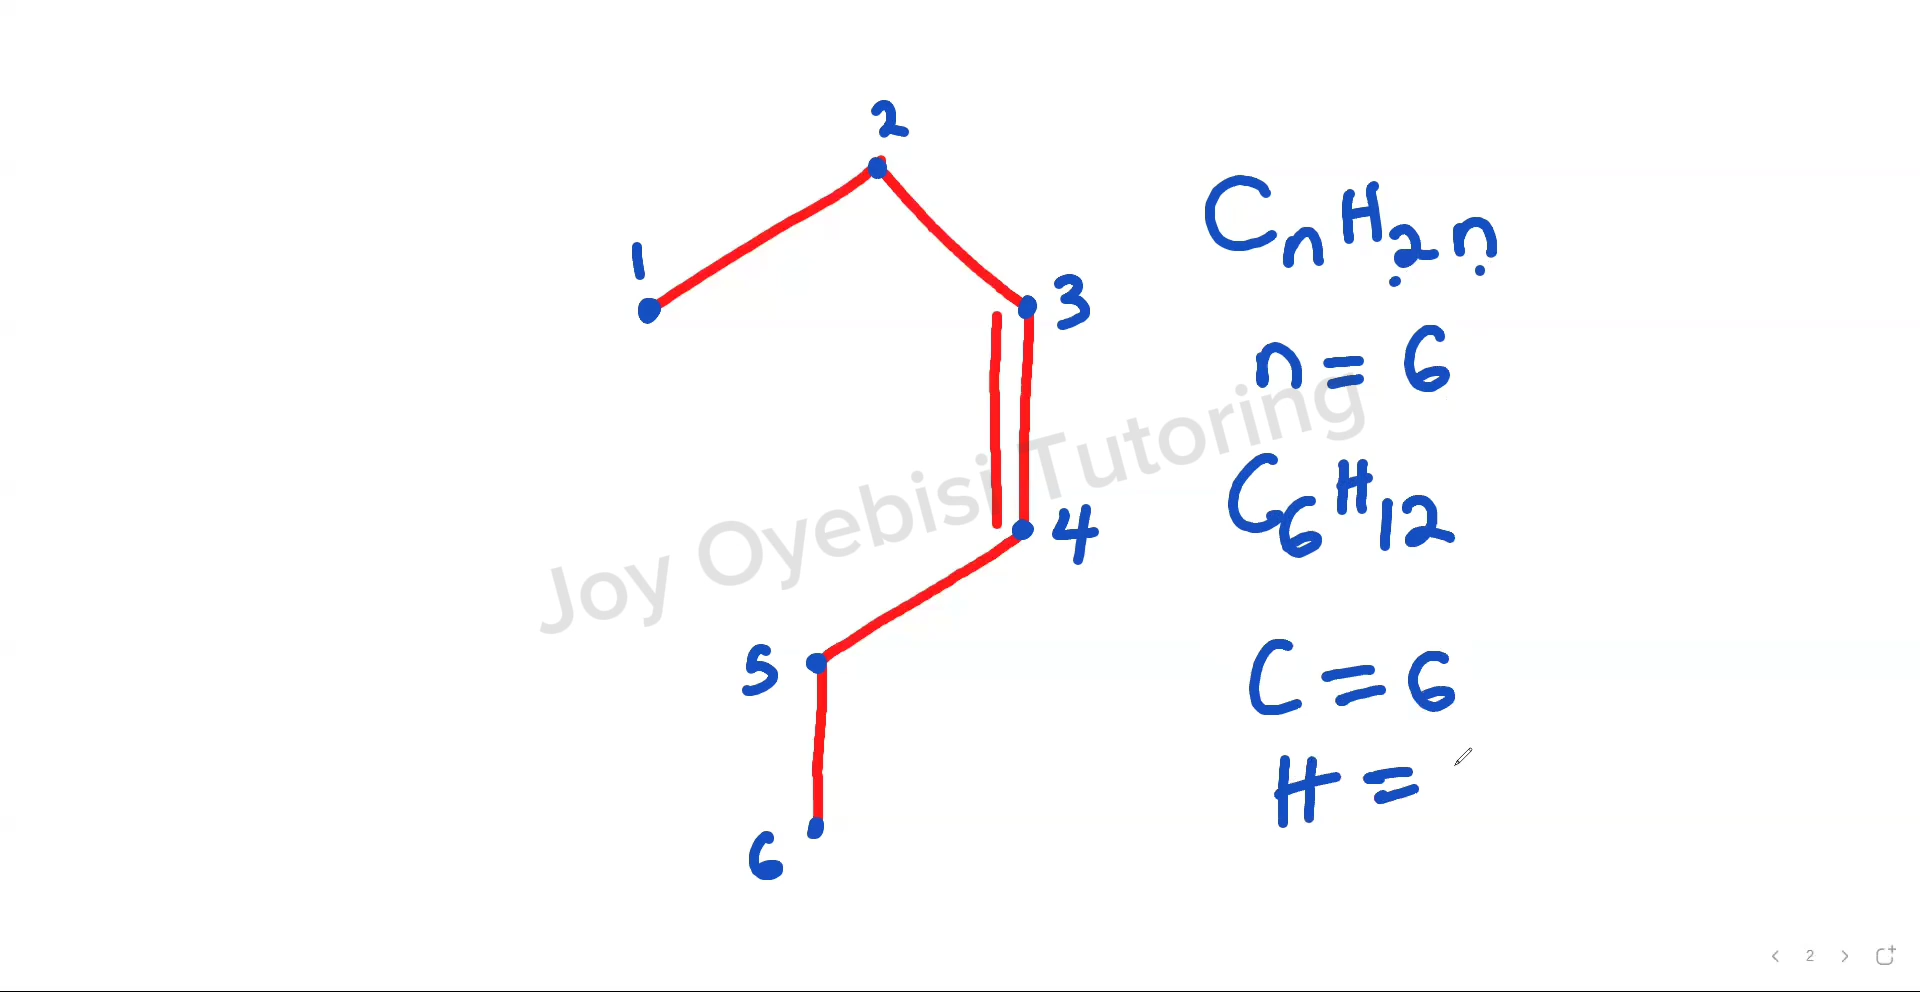 2
1
3
4
5
6
CnH2n
n = 6
C6H12
C = 6
H =
Joy Oyebisi Tutoring
2